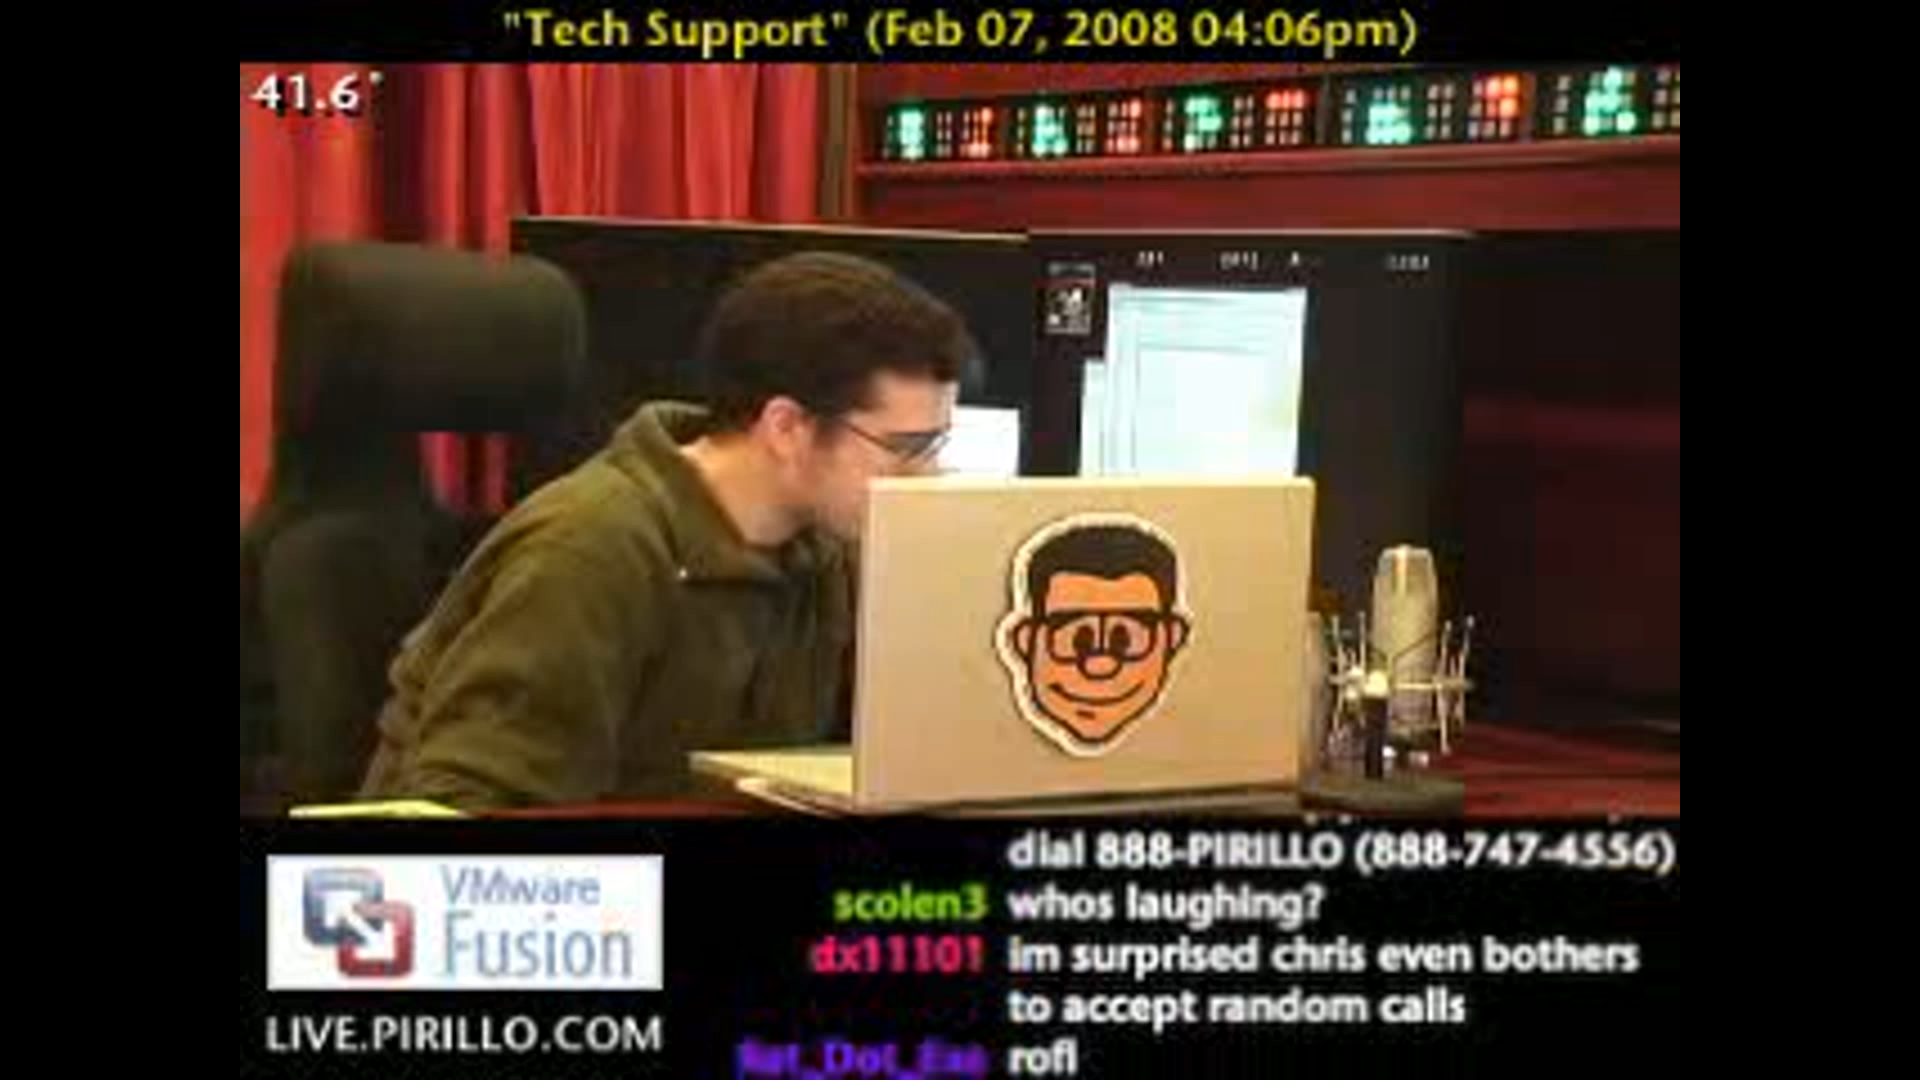 "Tech Support" (Feb 07, 2008 04:06pm)
41.6°
dial 888-PIRILLO (888-747-4556)
scolen3 whos laughing?
dx11101 im surprised chris even bothers
to accept random calls
rofl
VMware
Fusion
LIVE.PIRILLO.COM